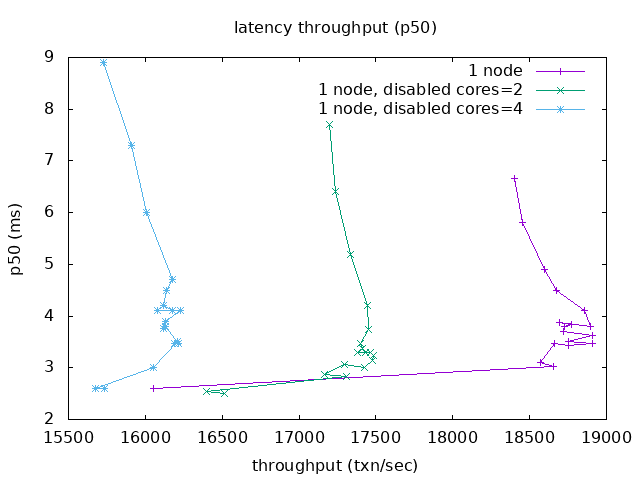 latency throughput (p50)
1 node
1 node, disabled cores=2
1 node, disabled cores=4
p50 (ms)
9
8
7
6
5
4
3
2
15500 16000 16500 17000 17500 18000 18500 19000
throughput (txn/sec)